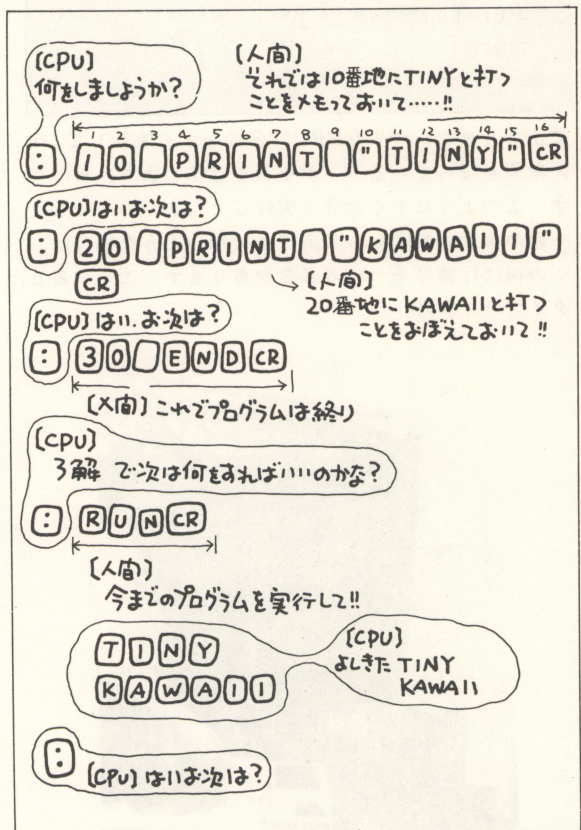 [CPU]
何をしましょうか?
[人間]
それでは10番地にTINYと打つ
ことをメモっておいて……!!
1 2 3 4 5 6 7 8 9 10 11 12 13 14 15 16
: 10 PRINT "TINY" CR
[CPU]はいお次は?
: 20 PRINT "KAWAII"
CR
[人間]
20番地にKAWAIIと打つ
ことをおぼえておいて!!
[CPU]はい、お次は?
: 30 END CR
[人間]これでプログラムは終り
[CPU]
了解 で次は何をすればいいのかな?
: RUN CR
[人間]
今までのプログラムを実行して!!
TINY
KAWAII
[CPU]
よしきた TINY
KAWAII
:
[CPU]はいお次は?